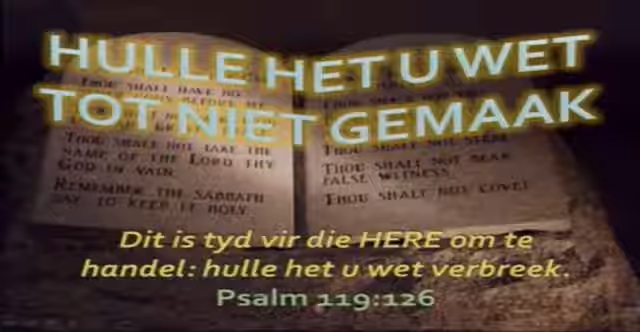 HULLE HET U WET
TOT NIET GEMAAK
THOU SHALT HAVE NO
THOU SHALT NOT TAKE THE
NAME OF THE LORD THY
GOD IN VAIN.
REMEMBER THE SABBATH
DAY TO KEEP IT HOLY.
THOU SHALT NOT STEAL
THOU SHALT NOT BEAR
FALSE WITNESS
THOU SHALT NOT COVET
Dit is tyd vir die HERE om te
handel: hulle het u wet verbreek.
Psalm 119:126